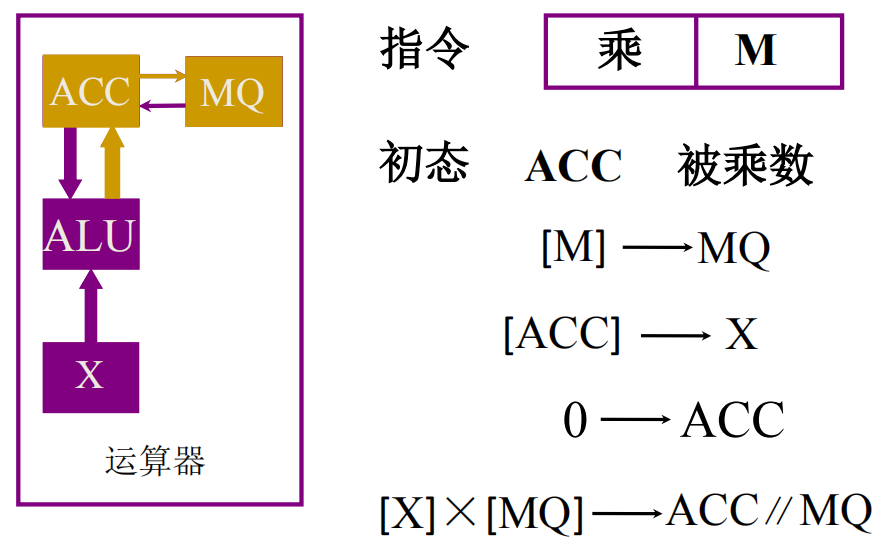 ACC
MQ
ALU
X
运算器
指令 乘 M
初态 ACC 被乘数
[M] → MQ
[ACC] → X
0 → ACC
[X]×[MQ] → ACC//MQ